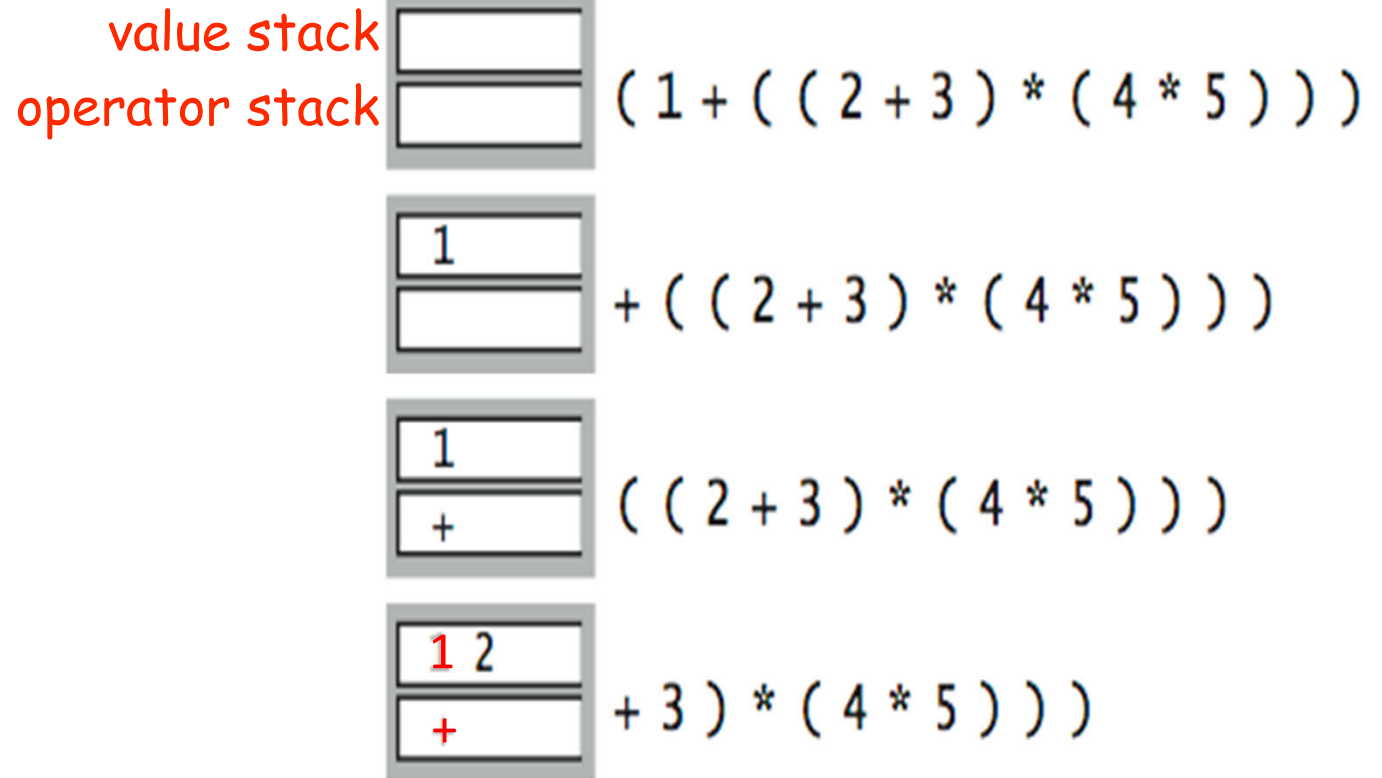 value stack
operator stack
( 1 + ( ( 2 + 3 ) * ( 4 * 5 ) ) )
1
+ ( ( 2 + 3 ) * ( 4 * 5 ) ) )
1
+
( ( 2 + 3 ) * ( 4 * 5 ) ) )
1 2
+
+ 3 ) * ( 4 * 5 ) ) )